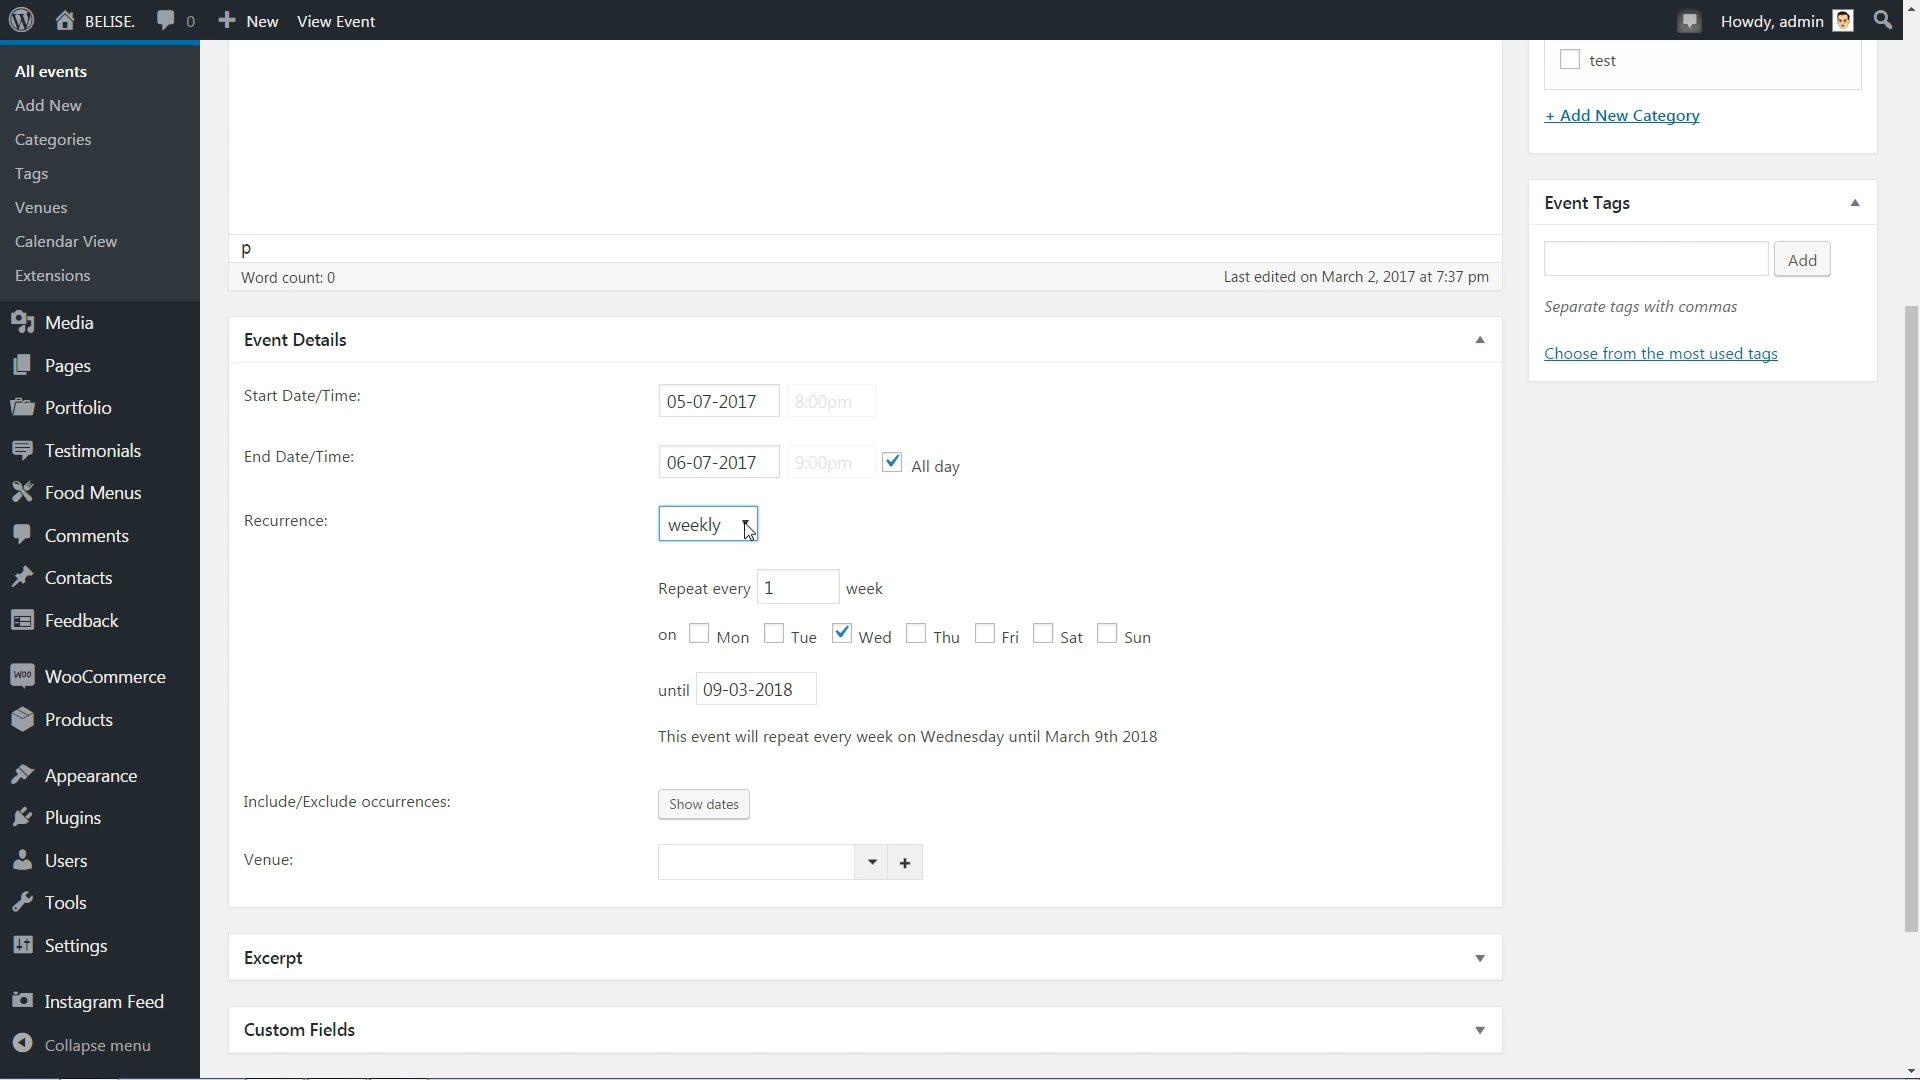 BELISE. 0 New View Event Howdy, admin
All events
Add New
Categories
Tags
Venues
Calendar View
Extensions
Media
Pages
Portfolio
Testimonials
Food Menus
Comments
Contacts
Feedback
WooCommerce
Products
Appearance
Plugins
Users
Tools
Settings
Instagram Feed
Collapse menu
p
Word count: 0 Last edited on March 2, 2017 at 7:37 pm
Event Details
Start Date/Time: 05-07-2017 8:00pm
End Date/Time: 06-07-2017 9:00pm All day
Recurrence: weekly
Repeat every 1 week
on Mon Tue Wed Thu Fri Sat Sun
until 09-03-2018
This event will repeat every week on Wednesday until March 9th 2018
Include/Exclude occurrences: Show dates
Venue:
Excerpt
Custom Fields
test
+ Add New Category
Event Tags
Add
Separate tags with commas
Choose from the most used tags